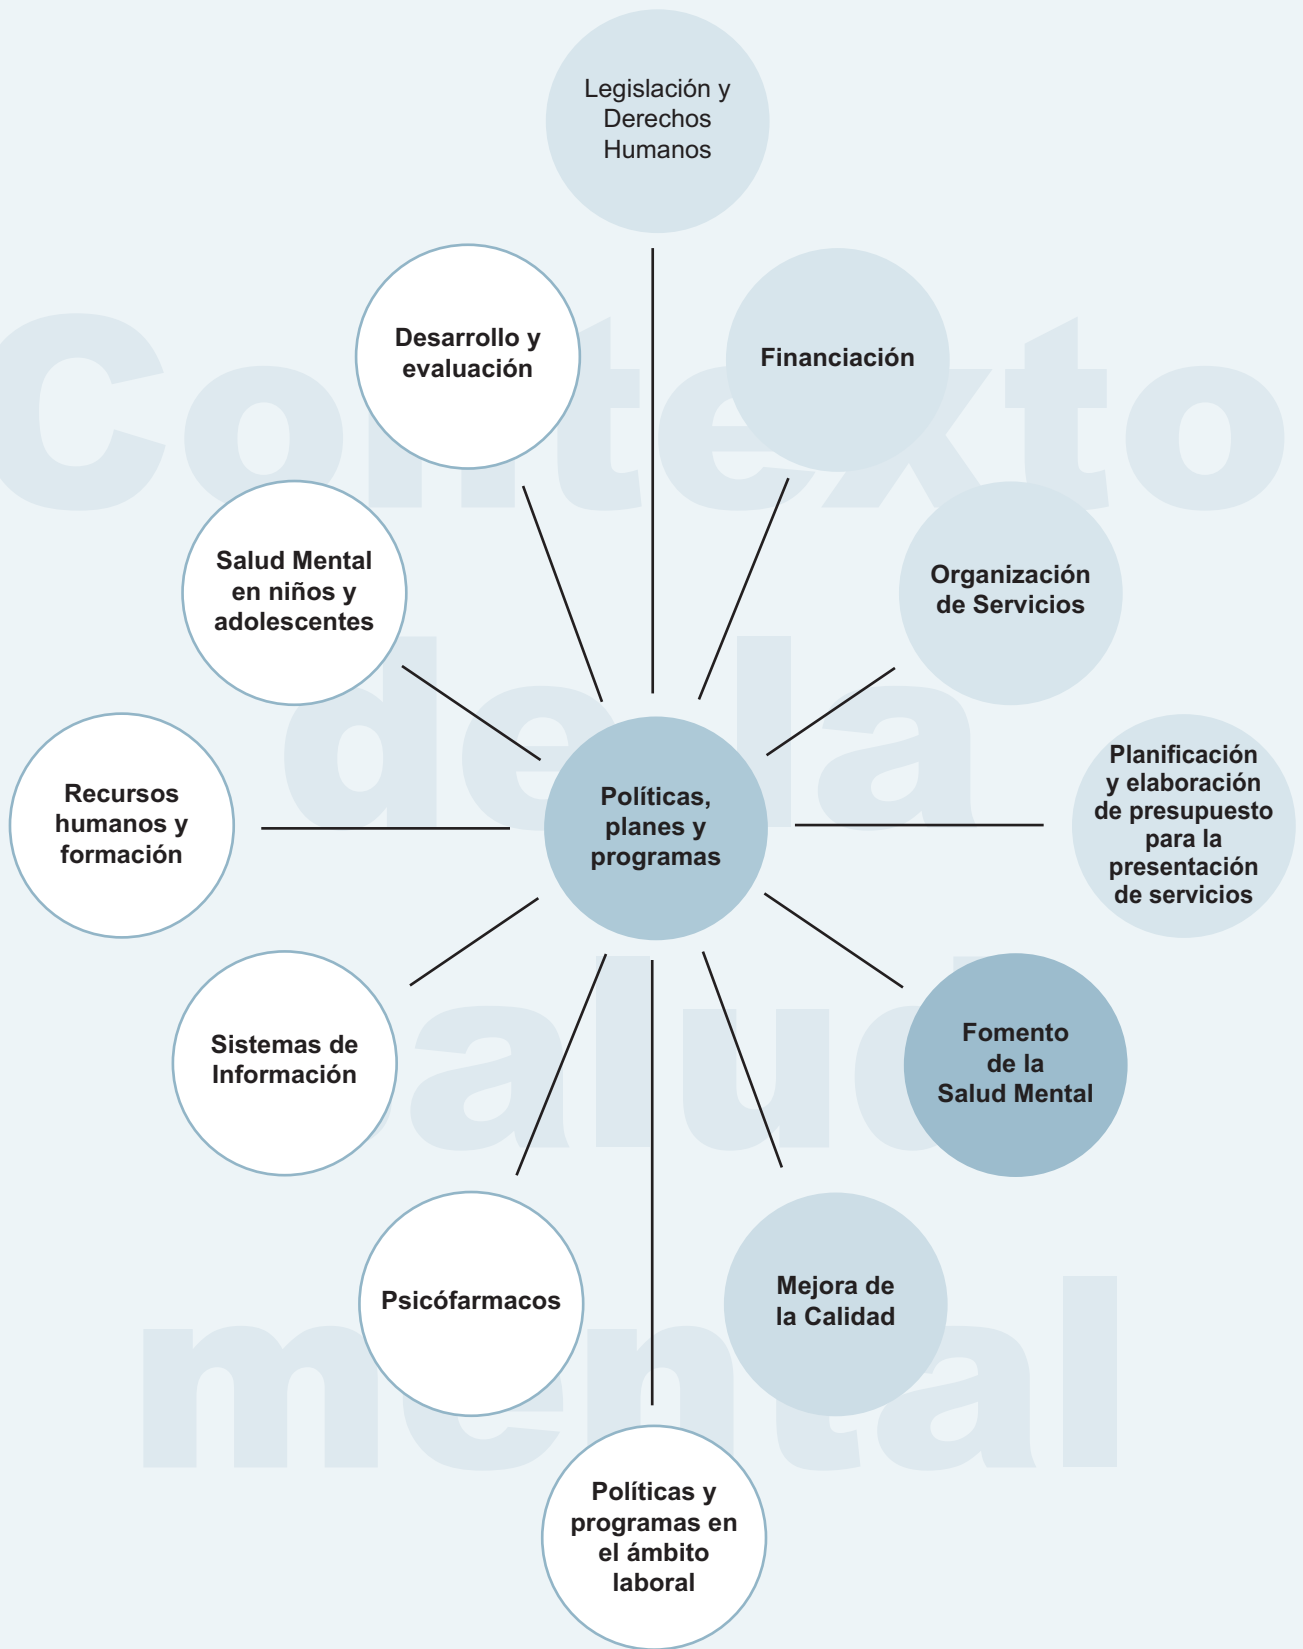 Contexto
de la
salud
mental
Legislación y
Derechos
Humanos
Financiación
Organización
de Servicios
Planificación
y elaboración
de presupuesto
para la
presentación
de servicios
Fomento
de la
Salud Mental
Mejora de
la Calidad
Políticas y
programas en
el ámbito
laboral
Psicófarmacos
Sistemas de
Información
Recursos
humanos y
formación
Salud Mental
en niños y
adolescentes
Desarrollo y
evaluación
Políticas,
planes y
programas